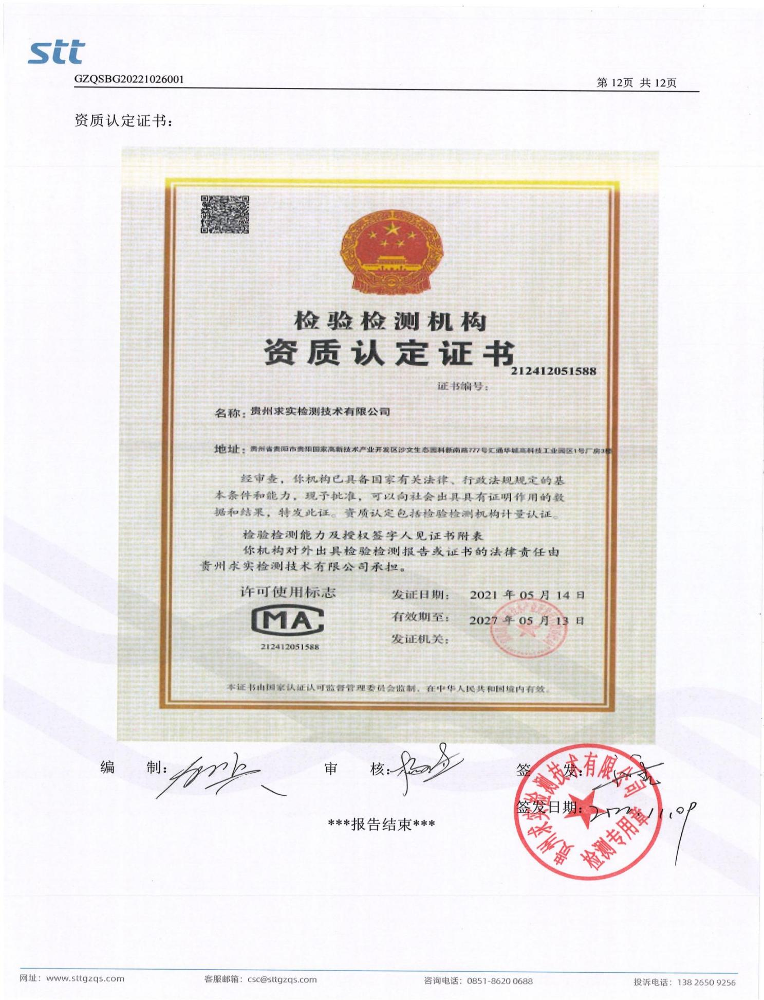 stt
GZQSBG20221026001
第 12页 共 12页
资质认定证书：
检验检测机构
资质认定证书
212412051588
证书编号：
名称：贵州求实检测技术有限公司
地址：贵州省贵阳市贵阳国家高新技术产业开发区沙文生态园科新南路777号汇通华城高科技工业园区1号厂房3楼
经审查，你机构已具备国家有关法律、行政法规规定的基
本条件和能力，现予批准，可以向社会出具具有证明作用的数
据和结果，特发此证。资质认定包括检验检测机构计量认证。
检验检测能力及授权签字人见证书附表
你机构对外出具检验检测报告或证书的法律责任由
贵州求实检测技术有限公司承担。
许可使用标志
MA
212412051588
发证日期： 2021 年 05 月 14 日
有效期至： 2027 年 05 月 13 日
发证机关：
本证书由国家认证认可监督管理委员会监制，在中华人民共和国境内有效。
编 制：
审 核：
签 发：
签发日期：2022.11.09
贵州求实检测技术有限公司
检测专用章
***报告结束***
网址：www.sttgzqs.com
客服邮箱：csc@sttgzqs.com
咨询电话：0851-8620 0688
投诉电话：138 2650 9256